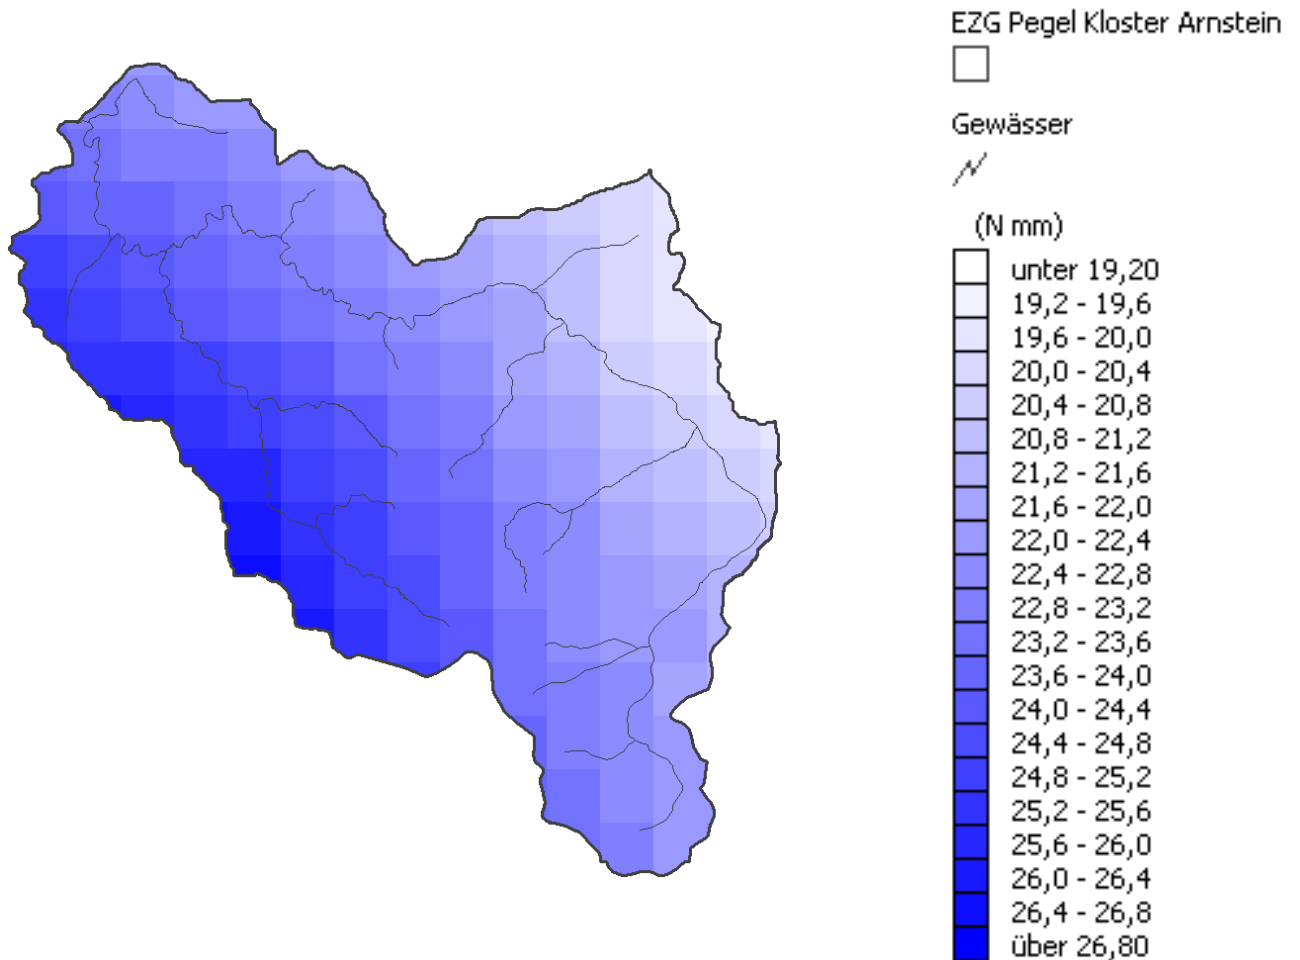 EZG Pegel Kloster Arnstein
Gewässer
(N mm)
unter 19,20
19,2 - 19,6
19,6 - 20,0
20,0 - 20,4
20,4 - 20,8
20,8 - 21,2
21,2 - 21,6
21,6 - 22,0
22,0 - 22,4
22,4 - 22,8
22,8 - 23,2
23,2 - 23,6
23,6 - 24,0
24,0 - 24,4
24,4 - 24,8
24,8 - 25,2
25,2 - 25,6
25,6 - 26,0
26,0 - 26,4
26,4 - 26,8
über 26,80